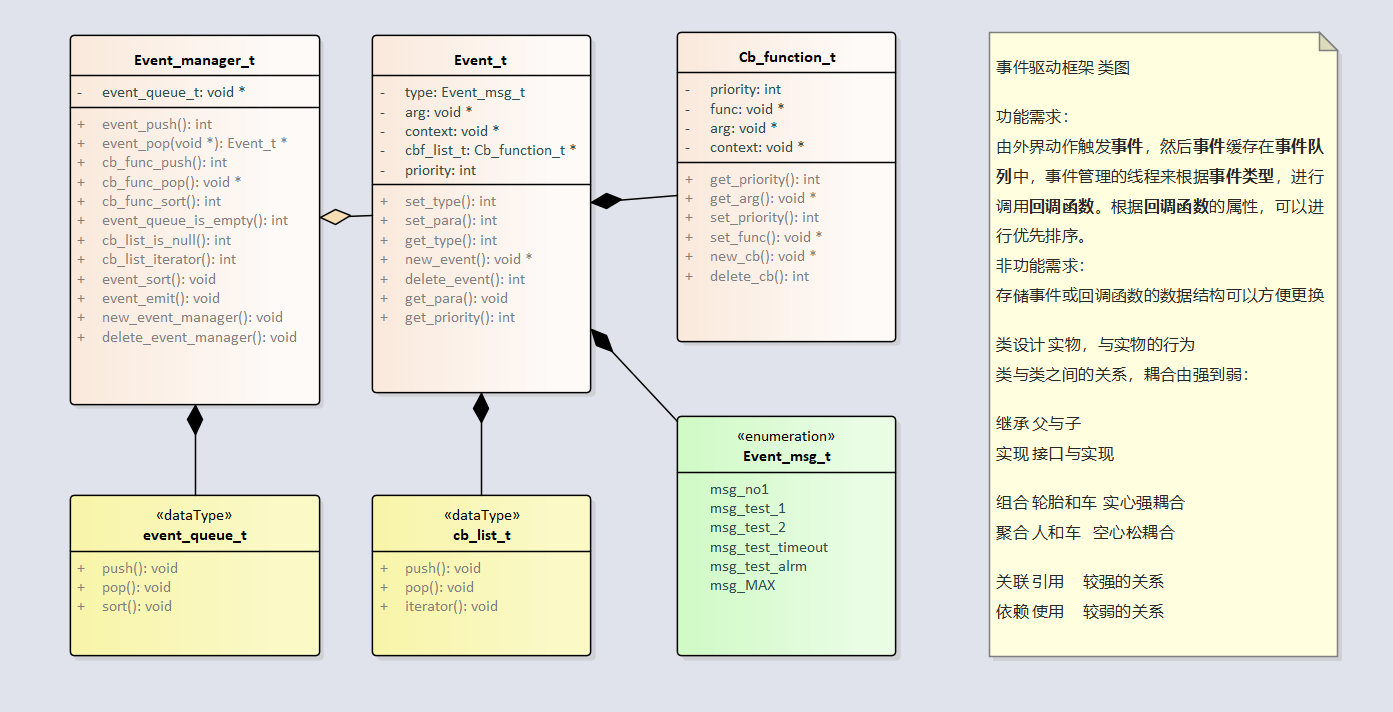 Event_manager_t
- event_queue_t: void *
+ event_push(): int
+ event_pop(void *): Event_t *
+ cb_func_push(): int
+ cb_func_pop(): void *
+ cb_func_sort(): int
+ event_queue_is_empty(): int
+ cb_list_is_null(): int
+ cb_list_iterator(): int
+ event_sort(): void
+ event_emit(): void
+ new_event_manager(): void
+ delete_event_manager(): void
Event_t
- type: Event_msg_t
- arg: void *
- context: void *
- cbf_list_t: Cb_function_t *
- priority: int
+ set_type(): int
+ set_para(): int
+ get_type(): int
+ new_event(): void *
+ delete_event(): int
+ get_para(): void
+ get_priority(): int
Cb_function_t
- priority: int
- func: void *
- arg: void *
- context: void *
+ get_priority(): int
+ get_arg(): void *
+ set_priority(): int
+ set_func(): void *
+ new_cb(): void *
+ delete_cb(): int
«dataType»
event_queue_t
+ push(): void
+ pop(): void
+ sort(): void
«dataType»
cb_list_t
+ push(): void
+ pop(): void
+ iterator(): void
«enumeration»
Event_msg_t
msg_no1
msg_test_1
msg_test_2
msg_test_timeout
msg_test_alrm
msg_MAX
事件驱动框架 类图
功能需求：
由外界动作触发事件，然后事件缓存在事件队
列中，事件管理的线程来根据事件类型，进行
调用回调函数。根据回调函数的属性，可以进
行优先排序。
非功能需求：
存储事件或回调函数的数据结构可以方便更换
类设计 实物，与实物的行为
类与类之间的关系，耦合由强到弱：
继承 父与子
实现 接口与实现
组合 轮胎和车 实心强耦合
聚合 人和车 空心松耦合
关联 引用 较强的关系
依赖 使用 较弱的关系